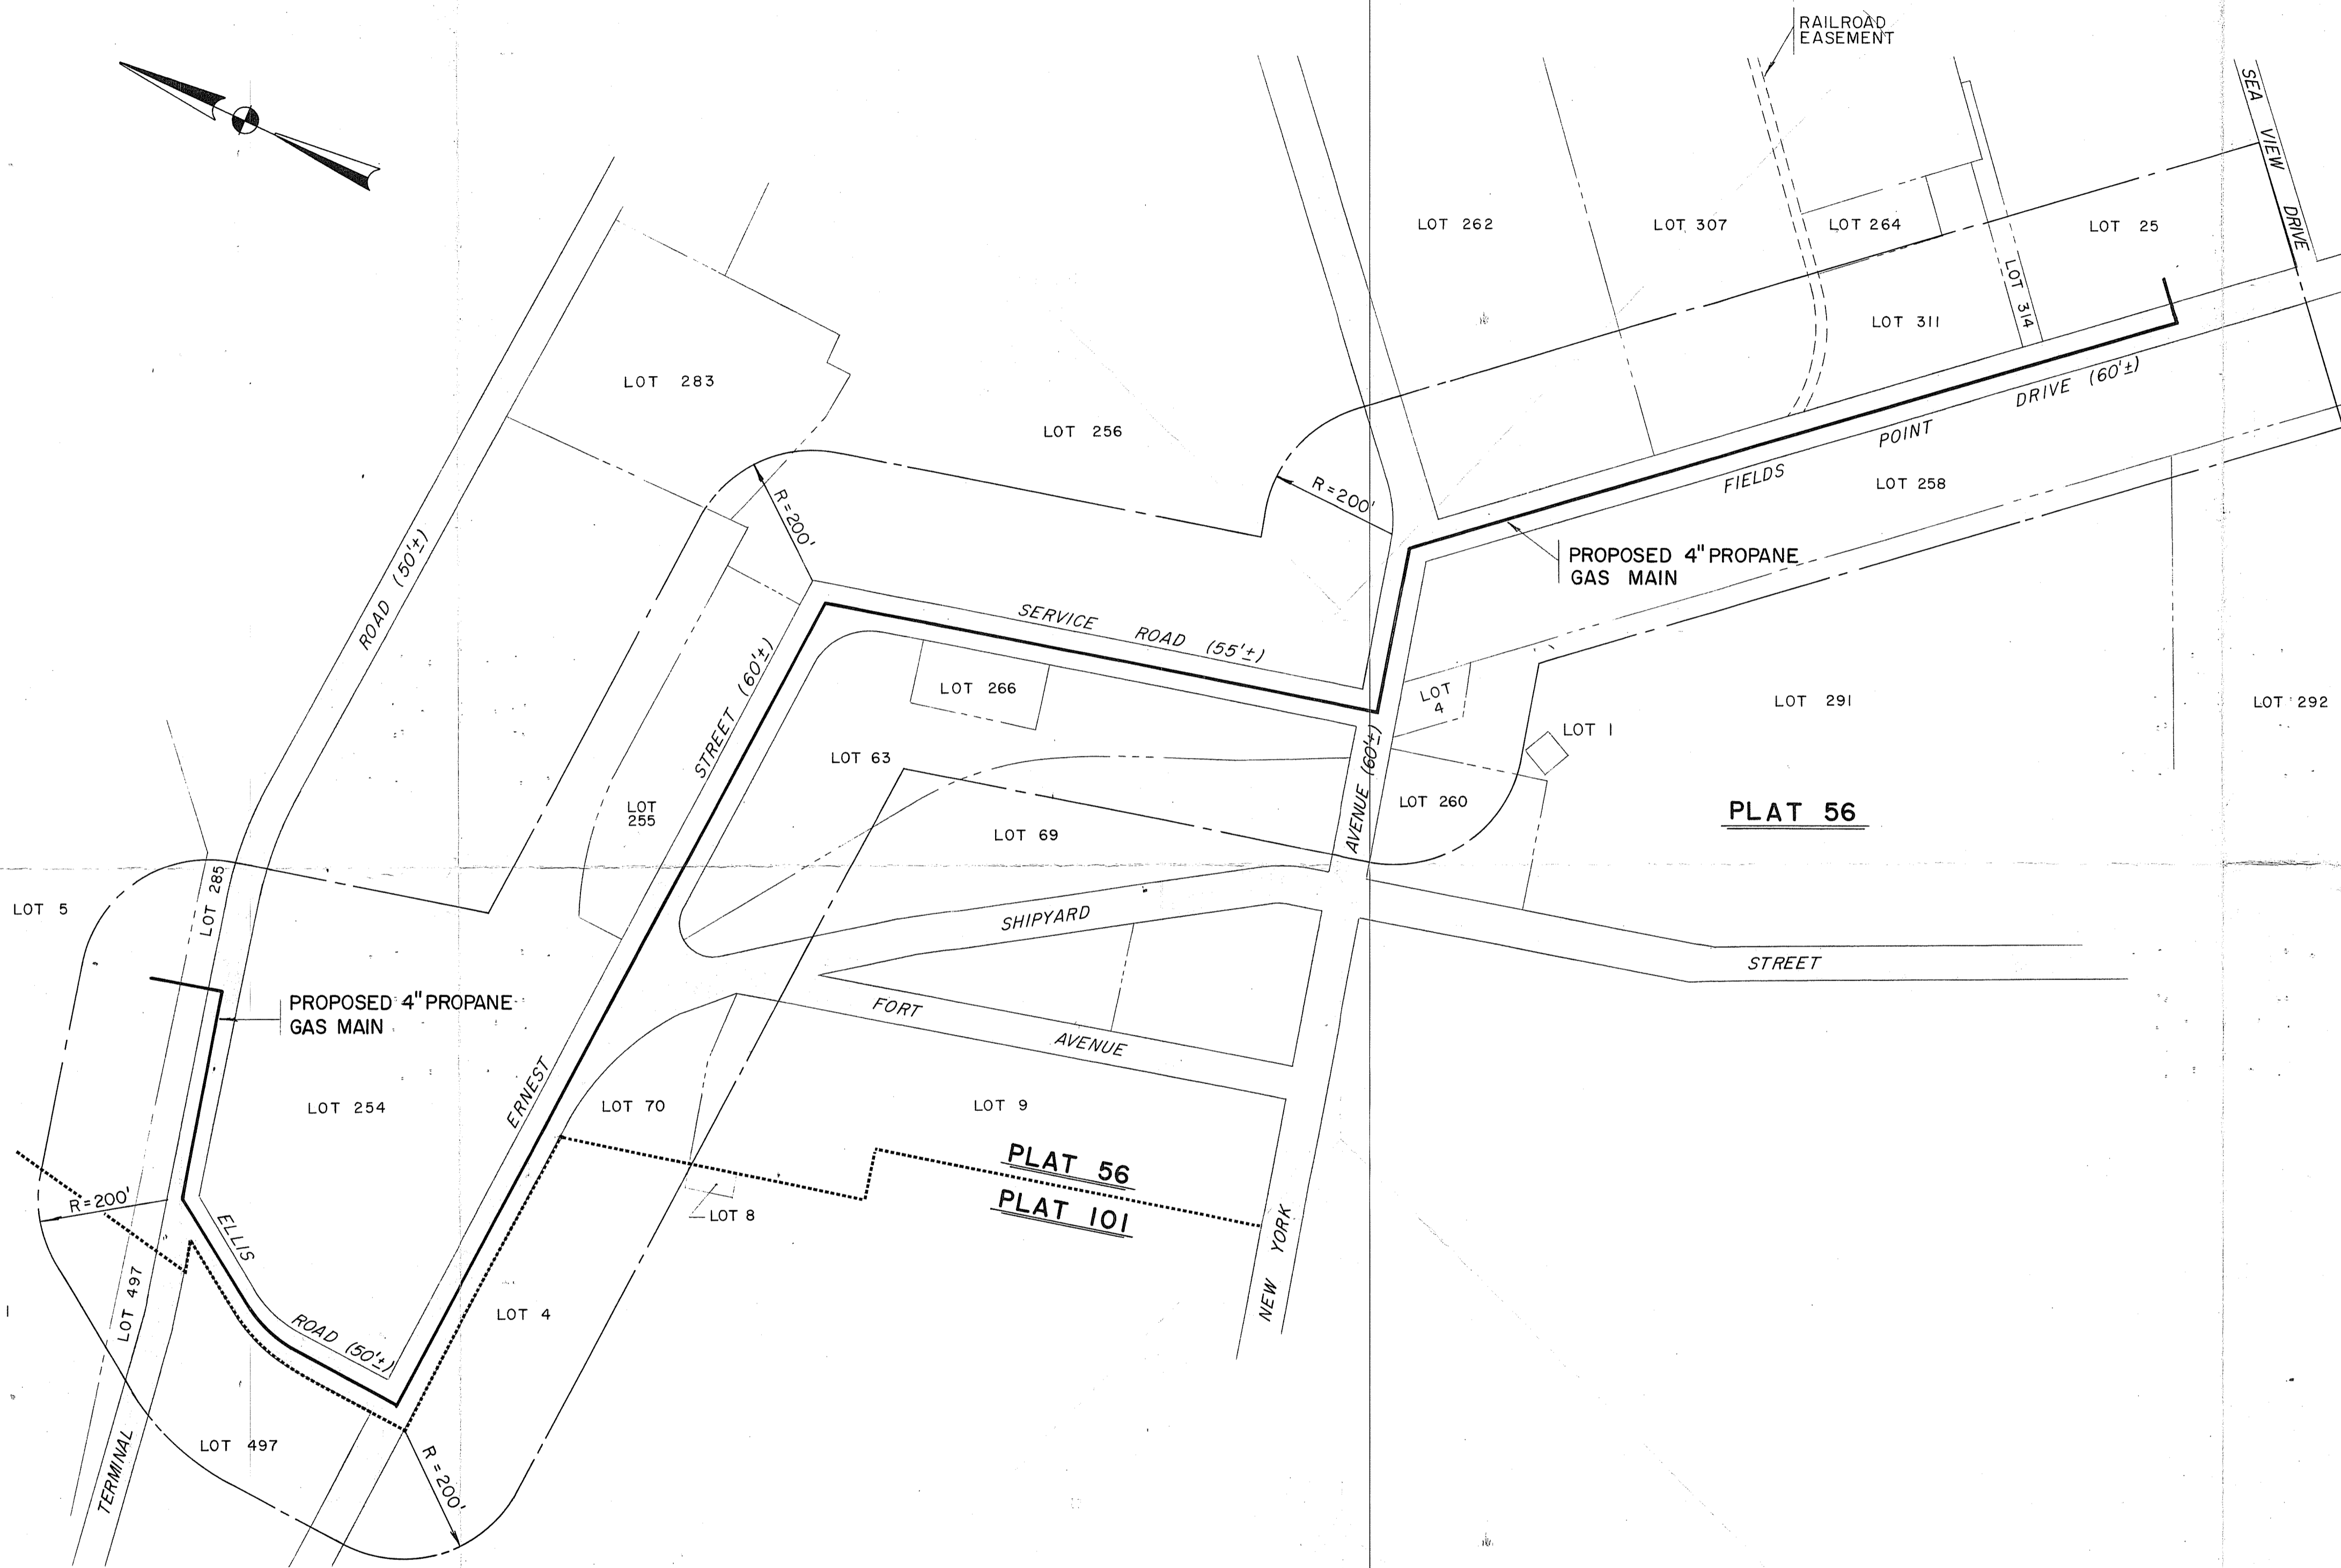 RAILROAD
EASEMENT
SEA VIEW DRIVE
LOT 262
LOT 307
LOT 264
LOT 25
LOT 314
LOT 311
LOT 283
LOT 256
DRIVE (60'±)
POINT
FIELDS
LOT 258
R=200'
R=200'
ROAD (50'±)
PROPOSED 4" PROPANE
GAS MAIN
SERVICE ROAD (55'±)
STREET (60'±)
LOT 266
LOT
4
LOT 291
LOT 292
LOT 1
LOT 63
AVENUE (60'±)
LOT 260
LOT
255
LOT 69
PLAT 56
LOT 285
LOT 5
SHIPYARD
STREET
PROPOSED 4" PROPANE
GAS MAIN
FORT
AVENUE
ERNEST
LOT 254
LOT 70
LOT 9
PLAT 56
PLAT 101
R=200'
LOT 8
ELLIS
NEW YORK
LOT 497
LOT 4
ROAD (50'±)
LOT 497
TERMINAL
R=200'